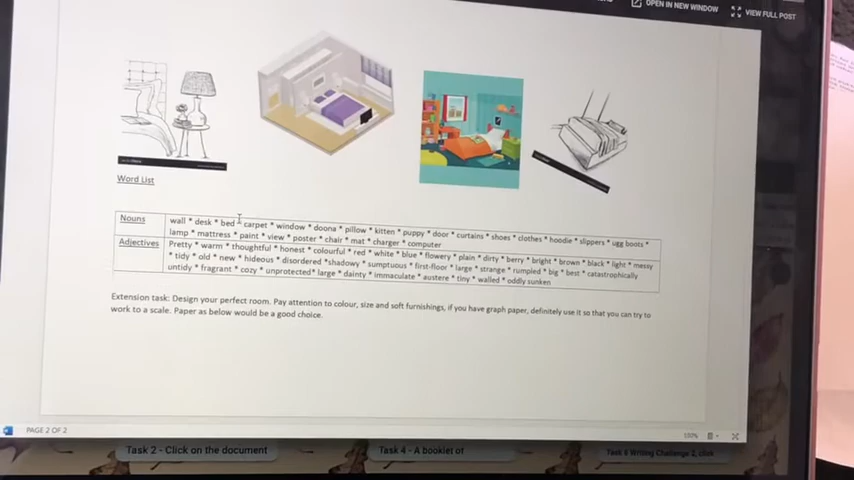 OPEN IN NEW WINDOW
VIEW FULL POST
Word List
Nouns
wall * desk * bed * carpet * window * doona * pillow * kitten * puppy * door * curtains * shoes * clothes * hoodie * slippers * ugg boots *
lamp * mattress * paint * view * poster * chair * mat * charger * computer
Adjectives
Pretty * warm * thoughtful * honest * colourful * red * white * blue * flowery * plain * dirty * berry * bright * brown * black * light * messy
* tidy * old * new * hideous * disordered *shadowy * sumptuous * first-floor * large * strange * rumpled * big * best * catastrophically
untidy * fragrant * cozy * unprotected* large * dainty * immaculate * austere * tiny * walled * oddly sunken
Extension task: Design your perfect room. Pay attention to colour, size and soft furnishings, if you have graph paper, definitely use it so that you can try to
work to a scale. Paper as below would be a good choice.
PAGE 2 OF 2
100%
Task 2 - Click on the document
Task 4 - A booklet of
Writing Challenge 2, click